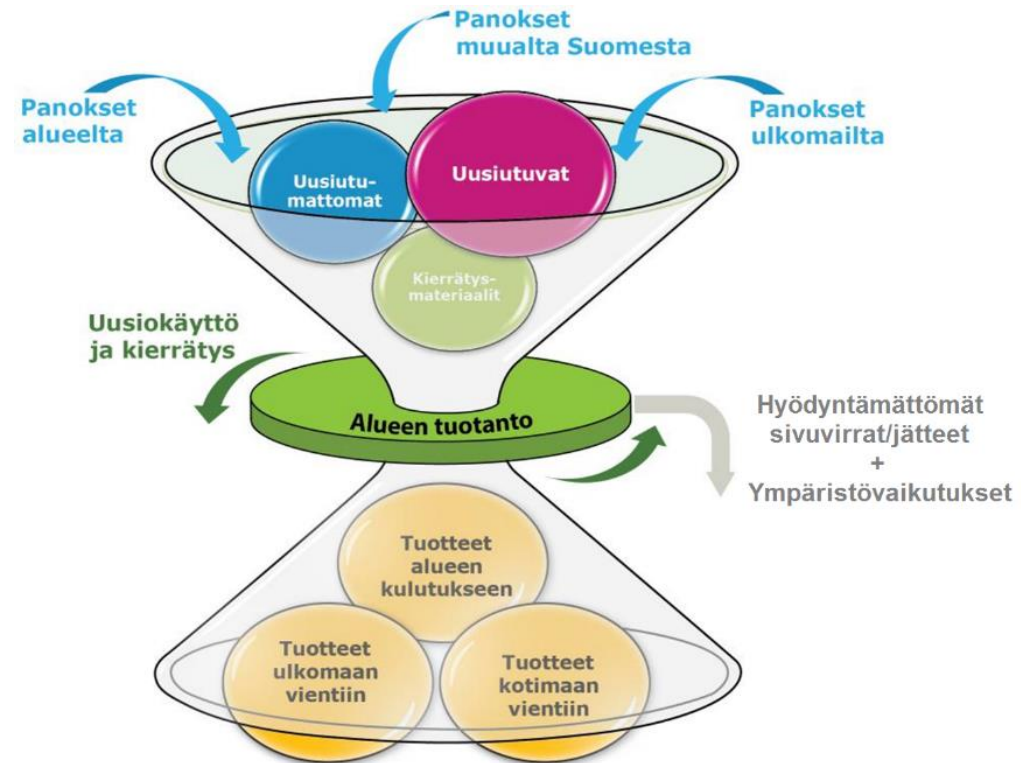 Panokset
muualta Suomesta
Panokset
alueelta
Panokset
ulkomailta
Uusiutu-
mattomat
Uusiutuvat
Kierrätys-
materiaalit
Uusiokäyttö
ja kierrätys
Alueen tuotanto
Hyödyntämättömät
sivuvirrat/jätteet
+
Ympäristövaikutukset
Tuotteet
alueen
kulutukseen
Tuotteet
ulkomaan
vientiin
Tuotteet
kotimaan
vientiin